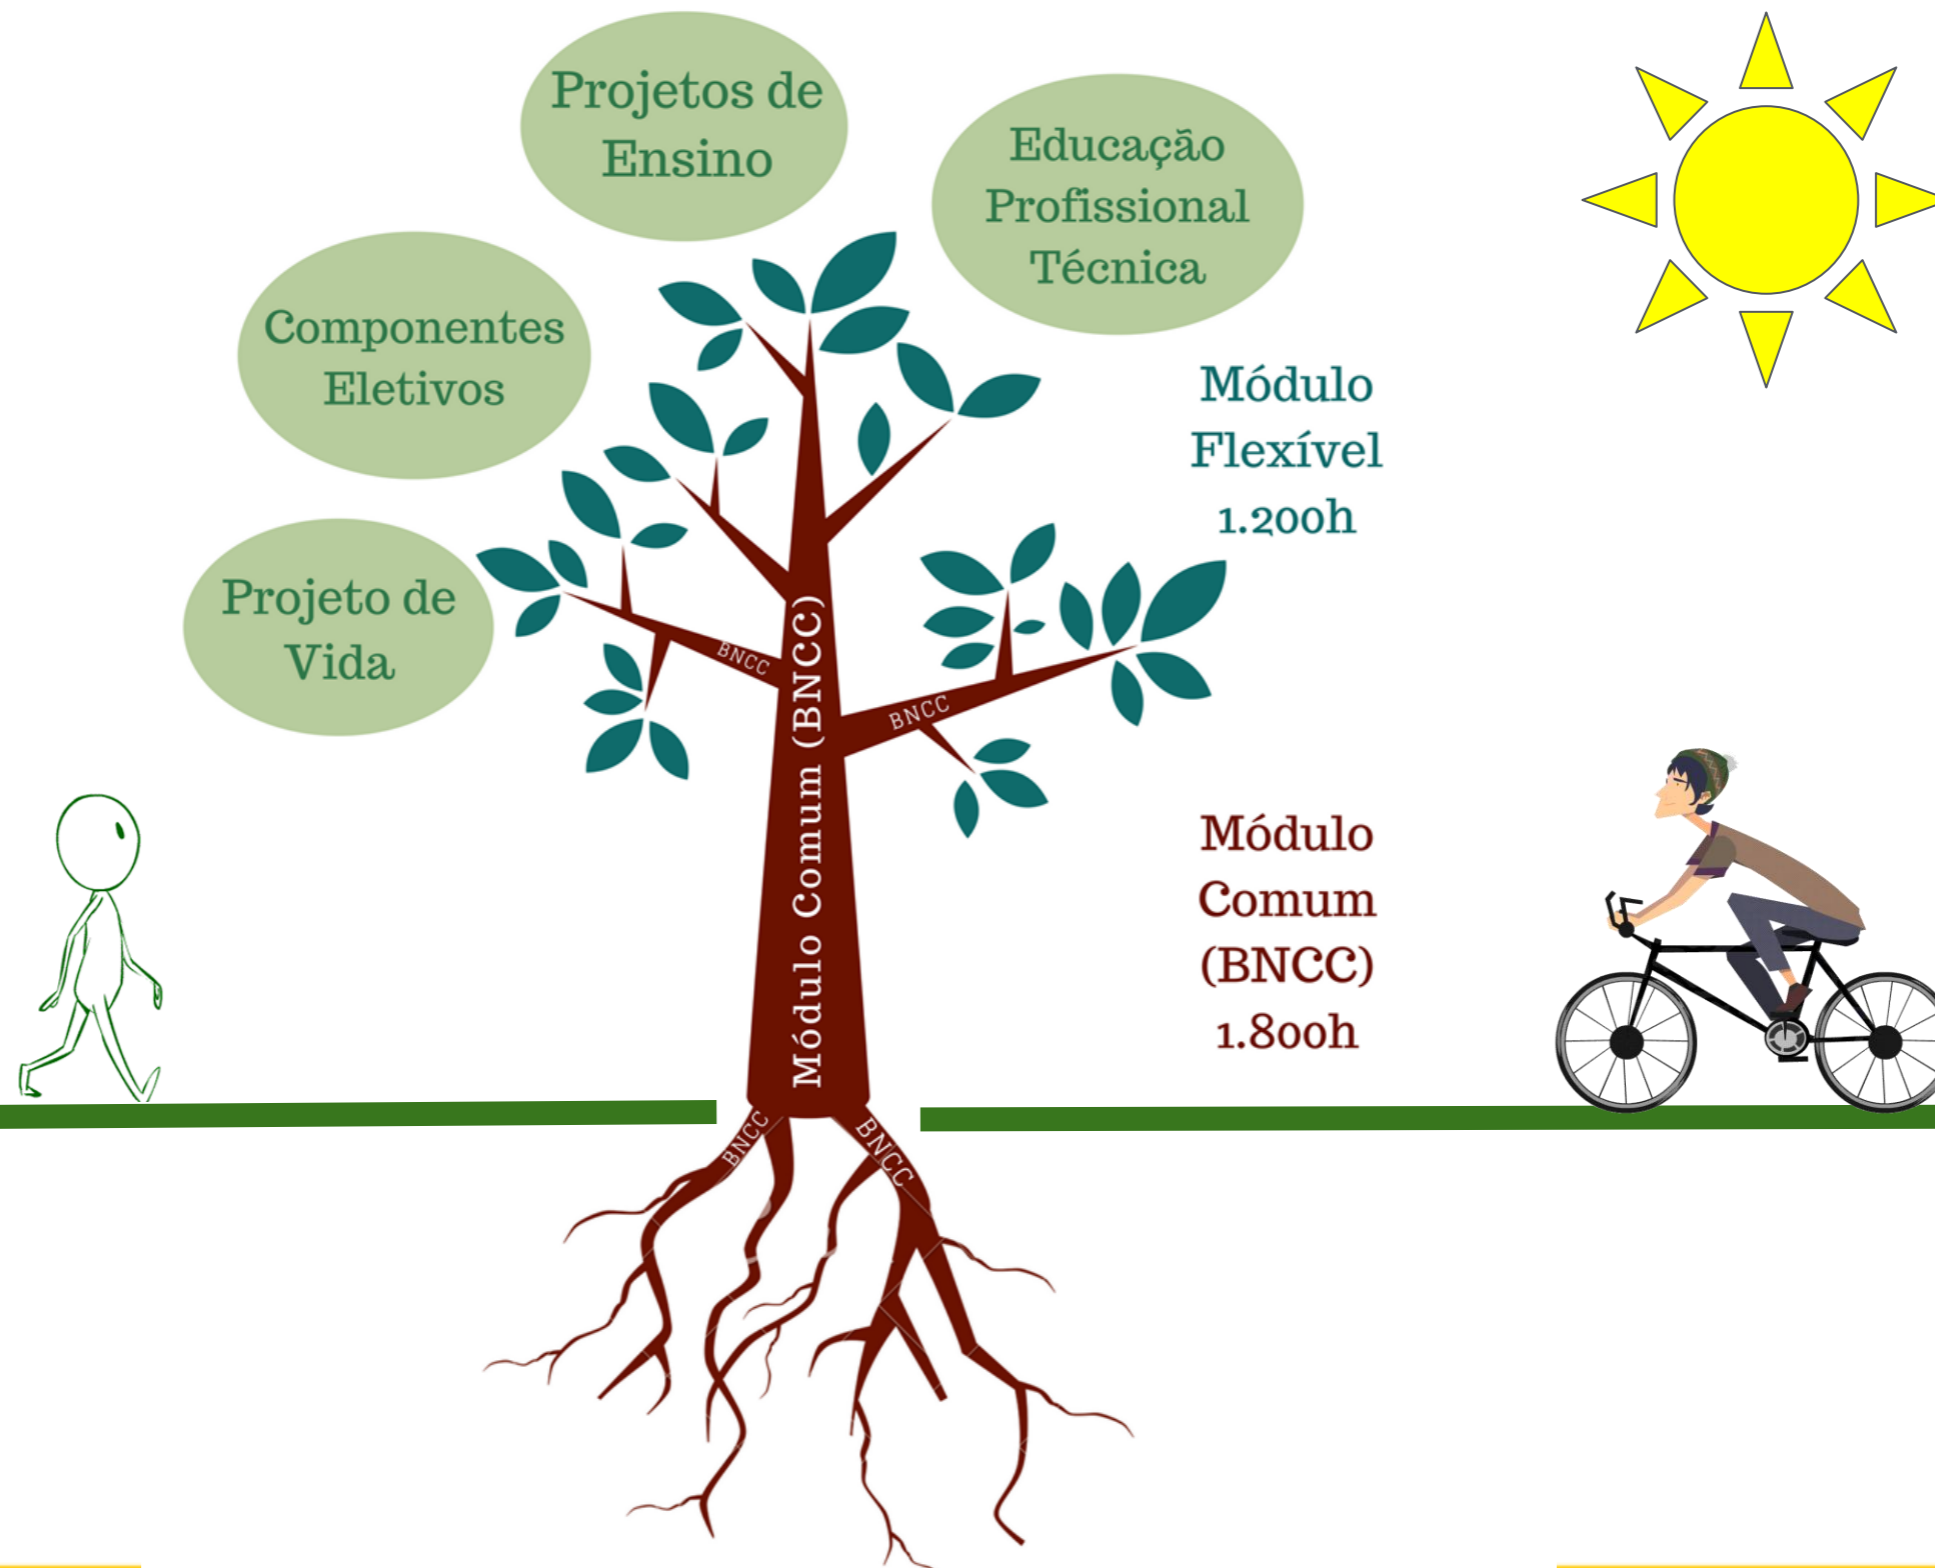 Projetos de
Ensino
Educação
Profissional
Técnica
Componentes
Eletivos
Módulo
Flexível
1.200h
Projeto de
Vida
BNCC
BNCC
Módulo Comum (BNCC)
Módulo
Comum
(BNCC)
1.800h
BNCC
BNCC